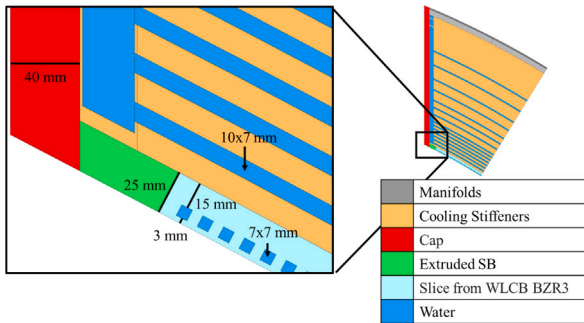 40 mm
10x7 mm
25 mm
15 mm
3 mm
7x7 mm
Manifolds
Cooling Stiffeners
Cap
Extruded SB
Slice from WLCB BZR3
Water